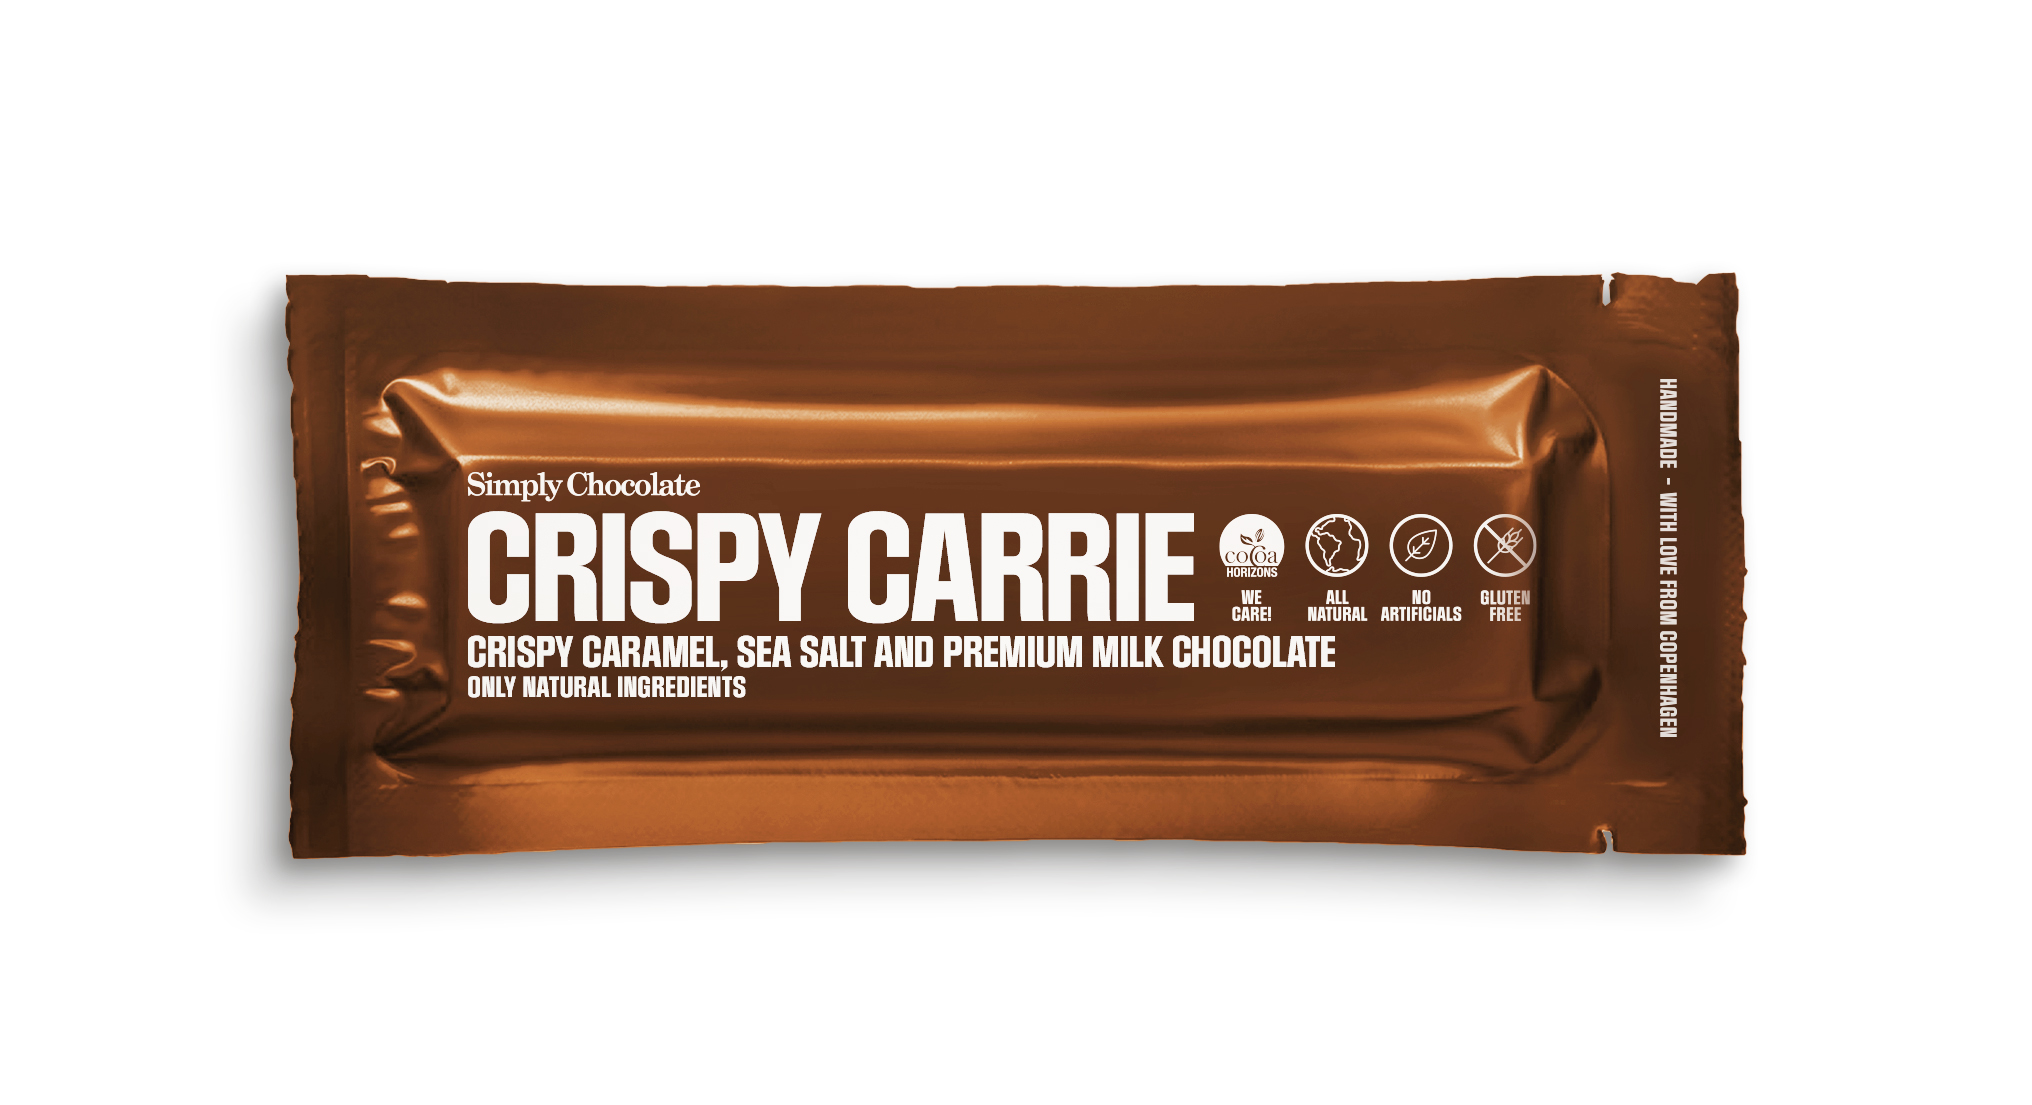 Simply Chocolate
CRISPY CARRIE
CRISPY CARAMEL, SEA SALT AND PREMIUM MILK CHOCOLATE
ONLY NATURAL INGREDIENTS
cocoa
HORIZONS
WE
CARE!
ALL
NATURAL
NO
ARTIFICIALS
GLUTEN
FREE
HANDMADE - WITH LOVE FROM COPENHAGEN